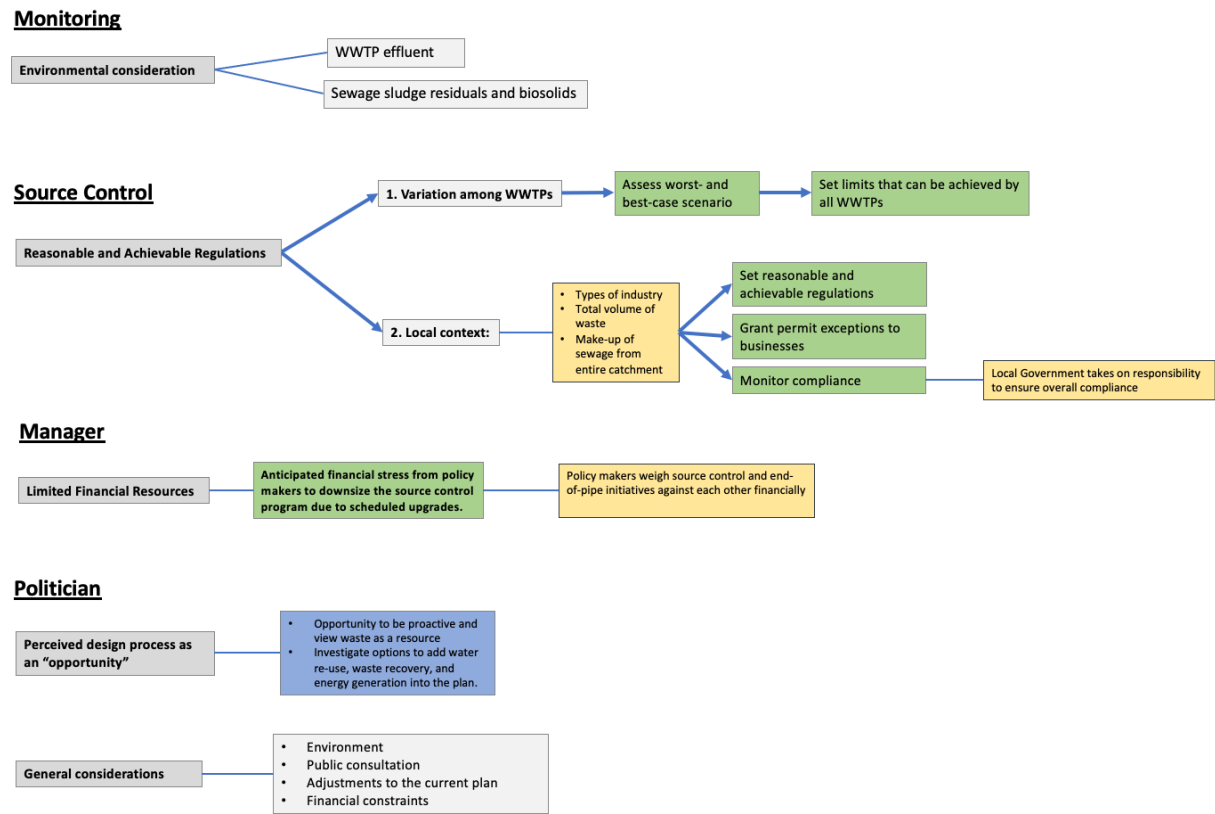 Monitoring
Environmental consideration
WWTP effluent
Sewage sludge residuals and biosolids
Source Control
Reasonable and Achievable Regulations
1. Variation among WWTPs
Assess worst- and
best-case scenario
Set limits that can be achieved by
all WWTPs
2. Local context:
• Types of industry
• Total volume of
waste
• Make-up of
sewage from
entire catchment
Set reasonable and
achievable regulations
Grant permit exceptions to
businesses
Monitor compliance
Local Government takes on responsibility
to ensure overall compliance
Manager
Limited Financial Resources
Anticipated financial stress from policy
makers to downsize the source control
program due to scheduled upgrades.
Policy makers weigh source control and end-
of-pipe initiatives against each other financially
Politician
Perceived design process as
an “opportunity”
• Opportunity to be proactive and
view waste as a resource
• Investigate options to add water
re-use, waste recovery, and
energy generation into the plan.
General considerations
• Environment
• Public consultation
• Adjustments to the current plan
• Financial constraints